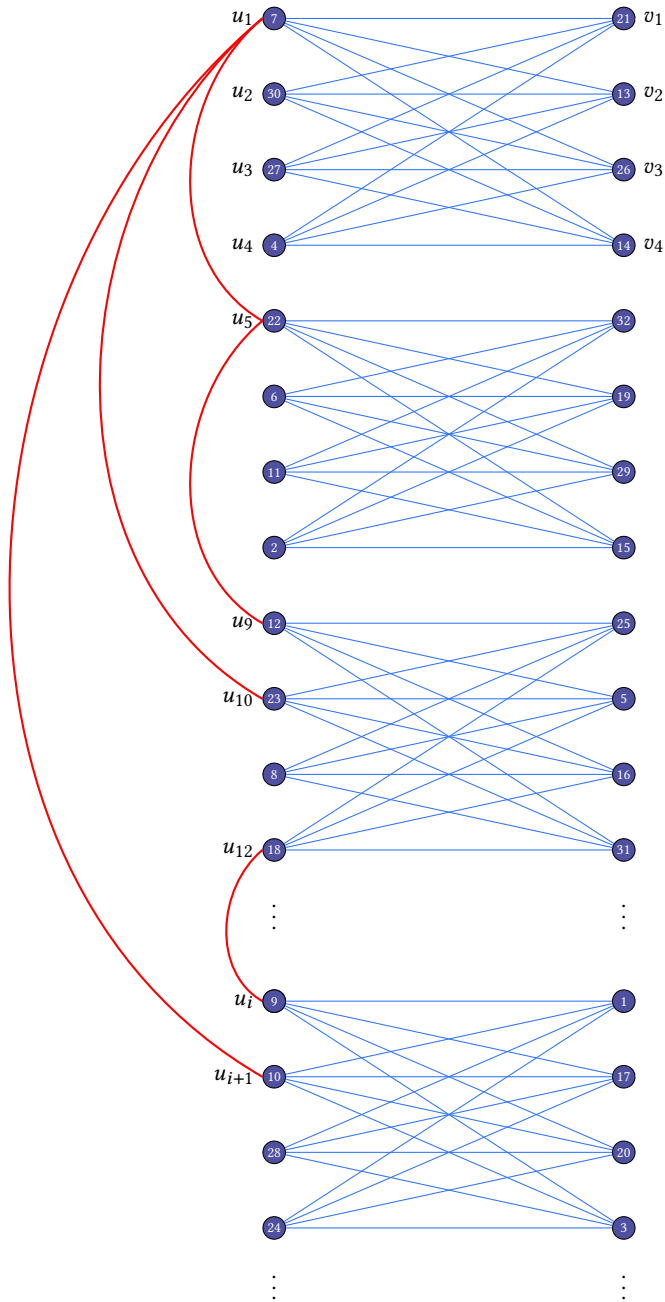 u1 7 21 v1
u2 30 13 v2
u3 27 26 v3
u4 4 14 v4
u5 22 32
6 19
11 29
2 15
u9 12 25
u10 23 5
8 16
u12 18 31
⋮ ⋮
ui 9 1
ui+1 10 17
28 20
24 3
⋮ ⋮